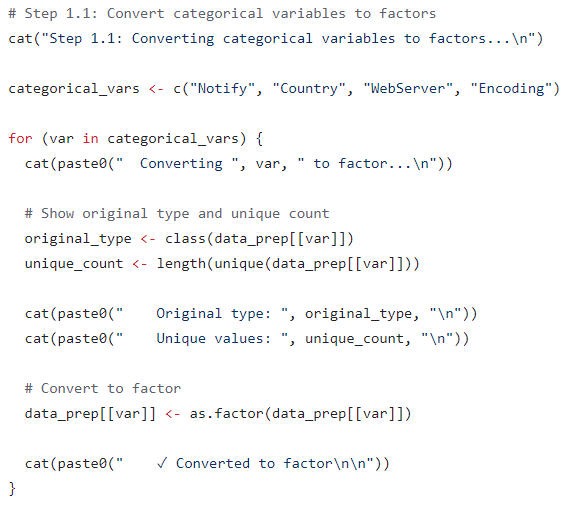 # Step 1.1: Convert categorical variables to factors
cat("Step 1.1: Converting categorical variables to factors...\n")

categorical_vars <- c("Notify", "Country", "WebServer", "Encoding")

for (var in categorical_vars) {
  cat(paste0("  Converting ", var, " to factor...\n"))

  # Show original type and unique count
  original_type <- class(data_prep[[var]])
  unique_count <- length(unique(data_prep[[var]]))

  cat(paste0("    Original type: ", original_type, "\n"))
  cat(paste0("    Unique values: ", unique_count, "\n"))

  # Convert to factor
  data_prep[[var]] <- as.factor(data_prep[[var]])

  cat(paste0("    ✓ Converted to factor\n\n"))
}